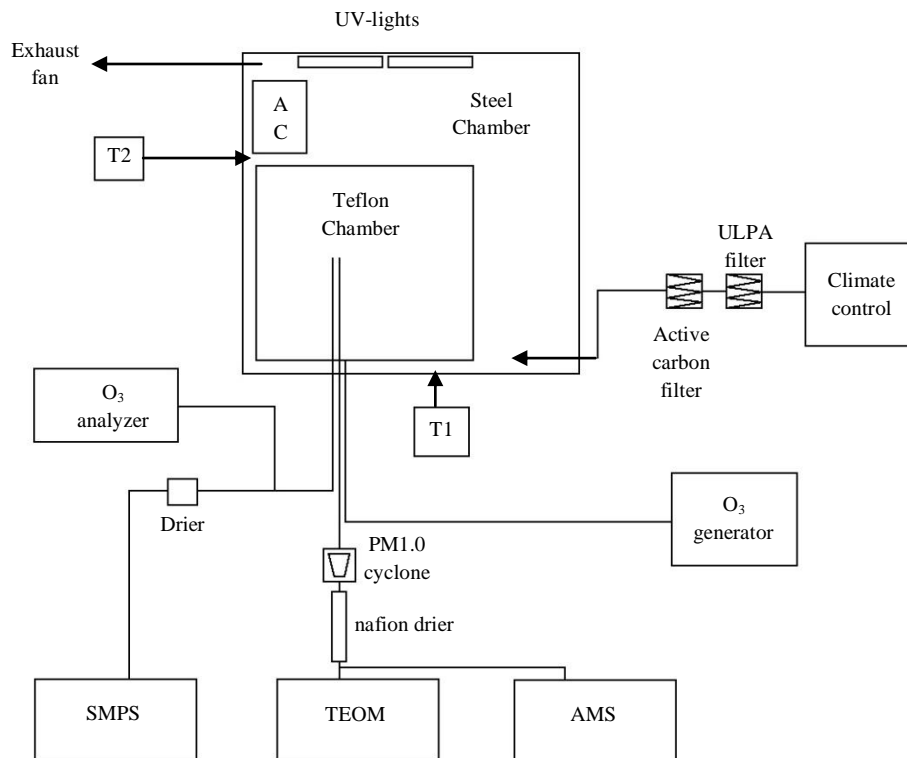 UV-lights
Exhaust
fan
A
C
Steel
Chamber
T2
Teflon
Chamber
ULPA
filter
Climate
control
Active
carbon
filter
O₃
analyzer
T1
Drier
O₃
generator
PM1.0
cyclone
nafion drier
SMPS
TEOM
AMS